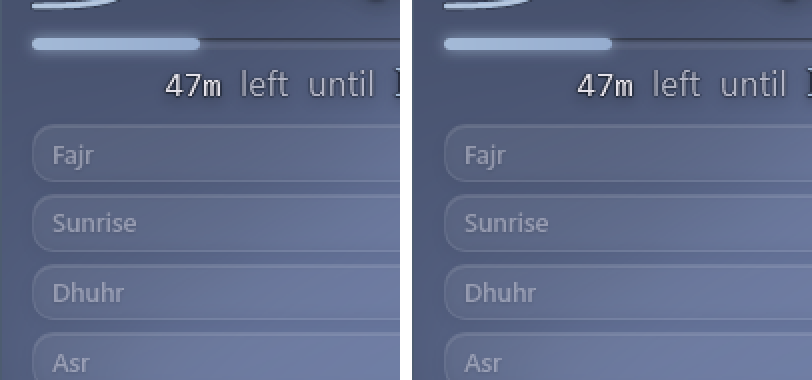 47m left until
Fajr
Sunrise
Dhuhr
Asr
47m left until
Fajr
Sunrise
Dhuhr
Asr